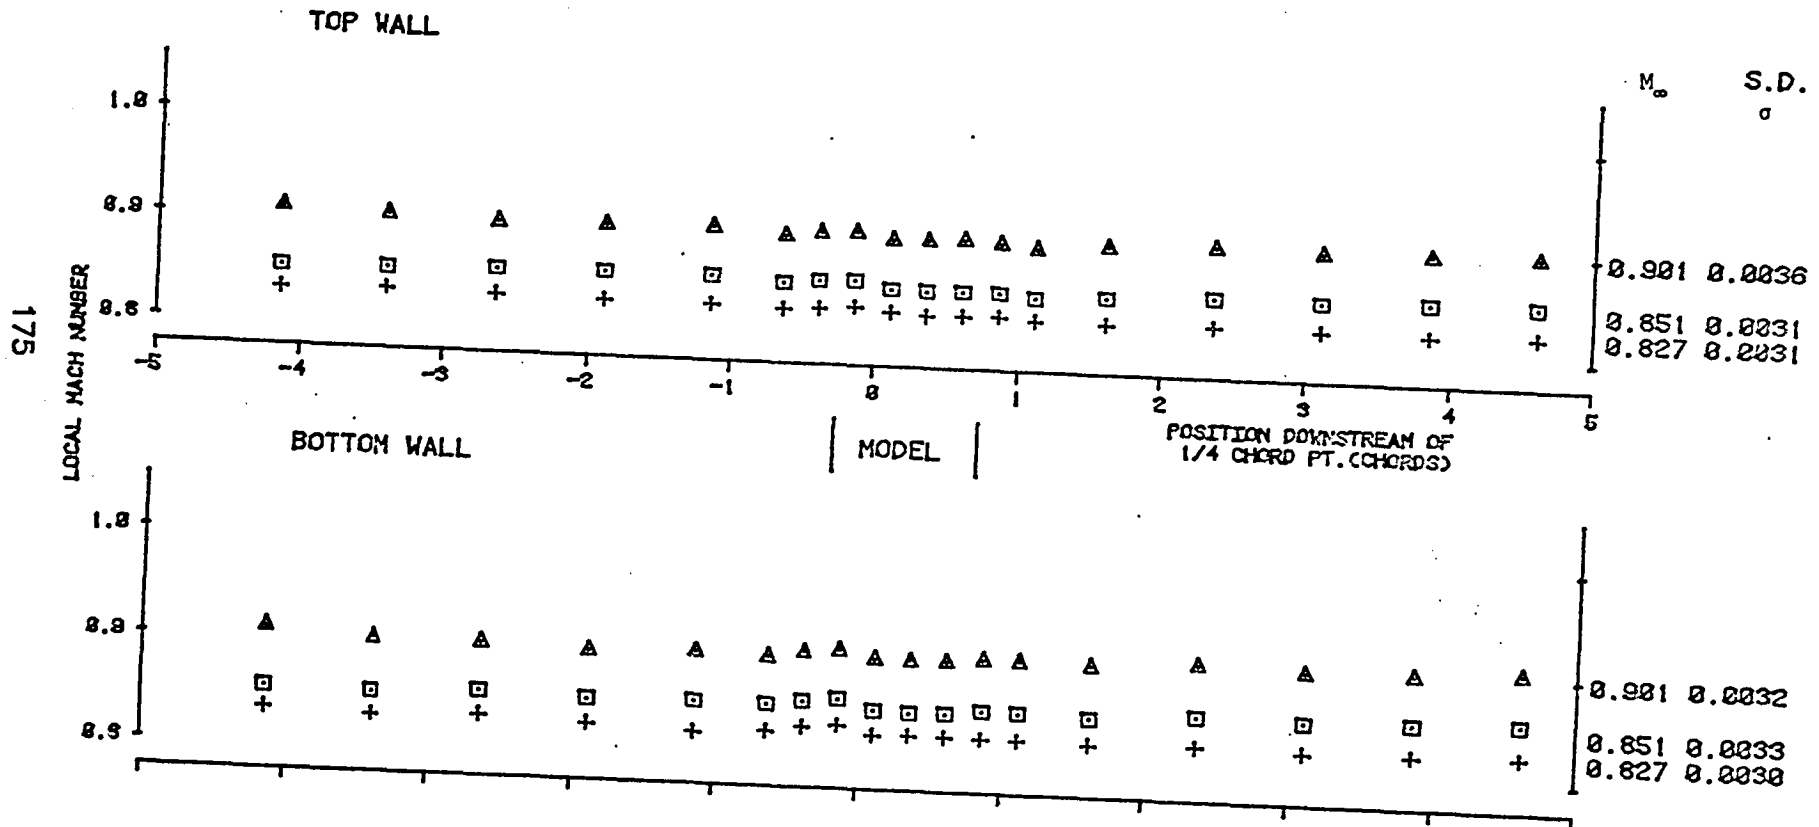 TOP WALL
M∞ S.D.
σ
1.0
0.9
0.8
0.901 0.0036
0.851 0.0031
0.827 0.0031
-5 -4 -3 -2 -1 0 1 2 3 4 5
LOCAL MACH NUMBER
175
BOTTOM WALL
MODEL
POSITION DOWNSTREAM OF
1/4 CHORD PT.(CHORDS)
1.0
0.9
0.8
0.901 0.0032
0.851 0.0033
0.827 0.0030